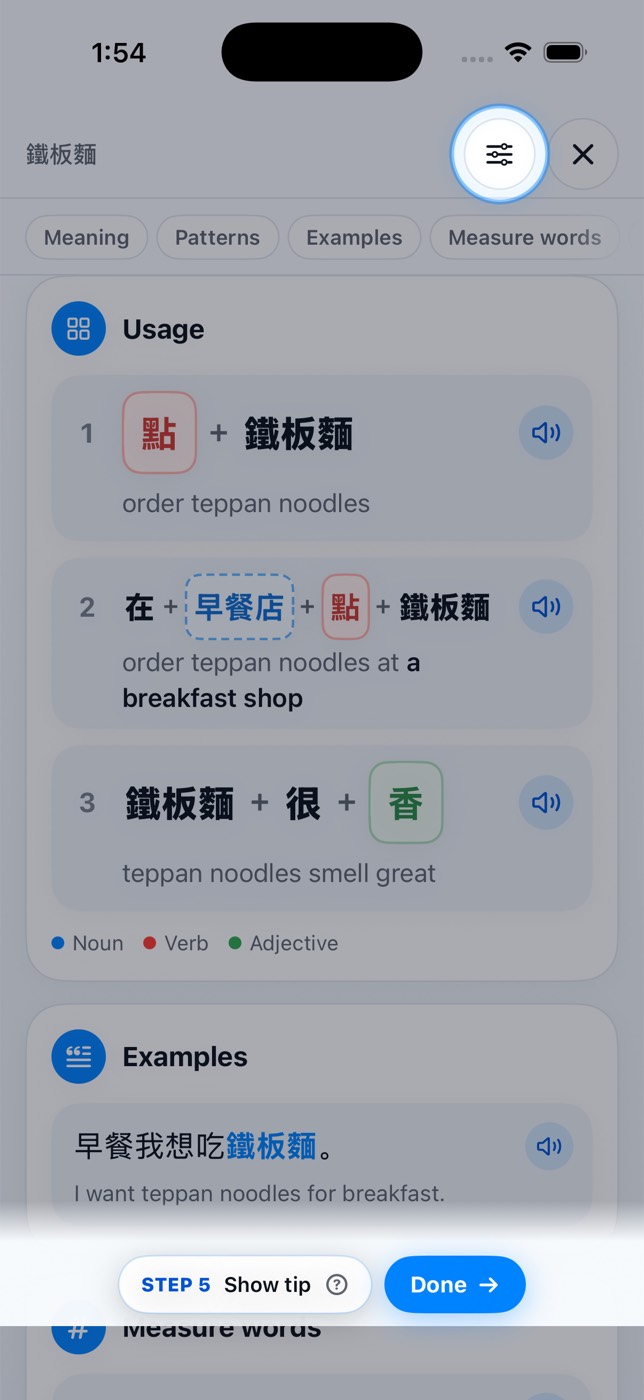 1:54
鐵板麵
Meaning Patterns Examples Measure words
Usage
1 點 + 鐵板麵
order teppan noodles
2 在 + 早餐店 + 點 + 鐵板麵
order teppan noodles at a
breakfast shop
3 鐵板麵 + 很 + 香
teppan noodles smell great
Noun Verb Adjective
Examples
早餐我想吃鐵板麵。
I want teppan noodles for breakfast.
STEP 5 Show tip ? Done →
# Measure words